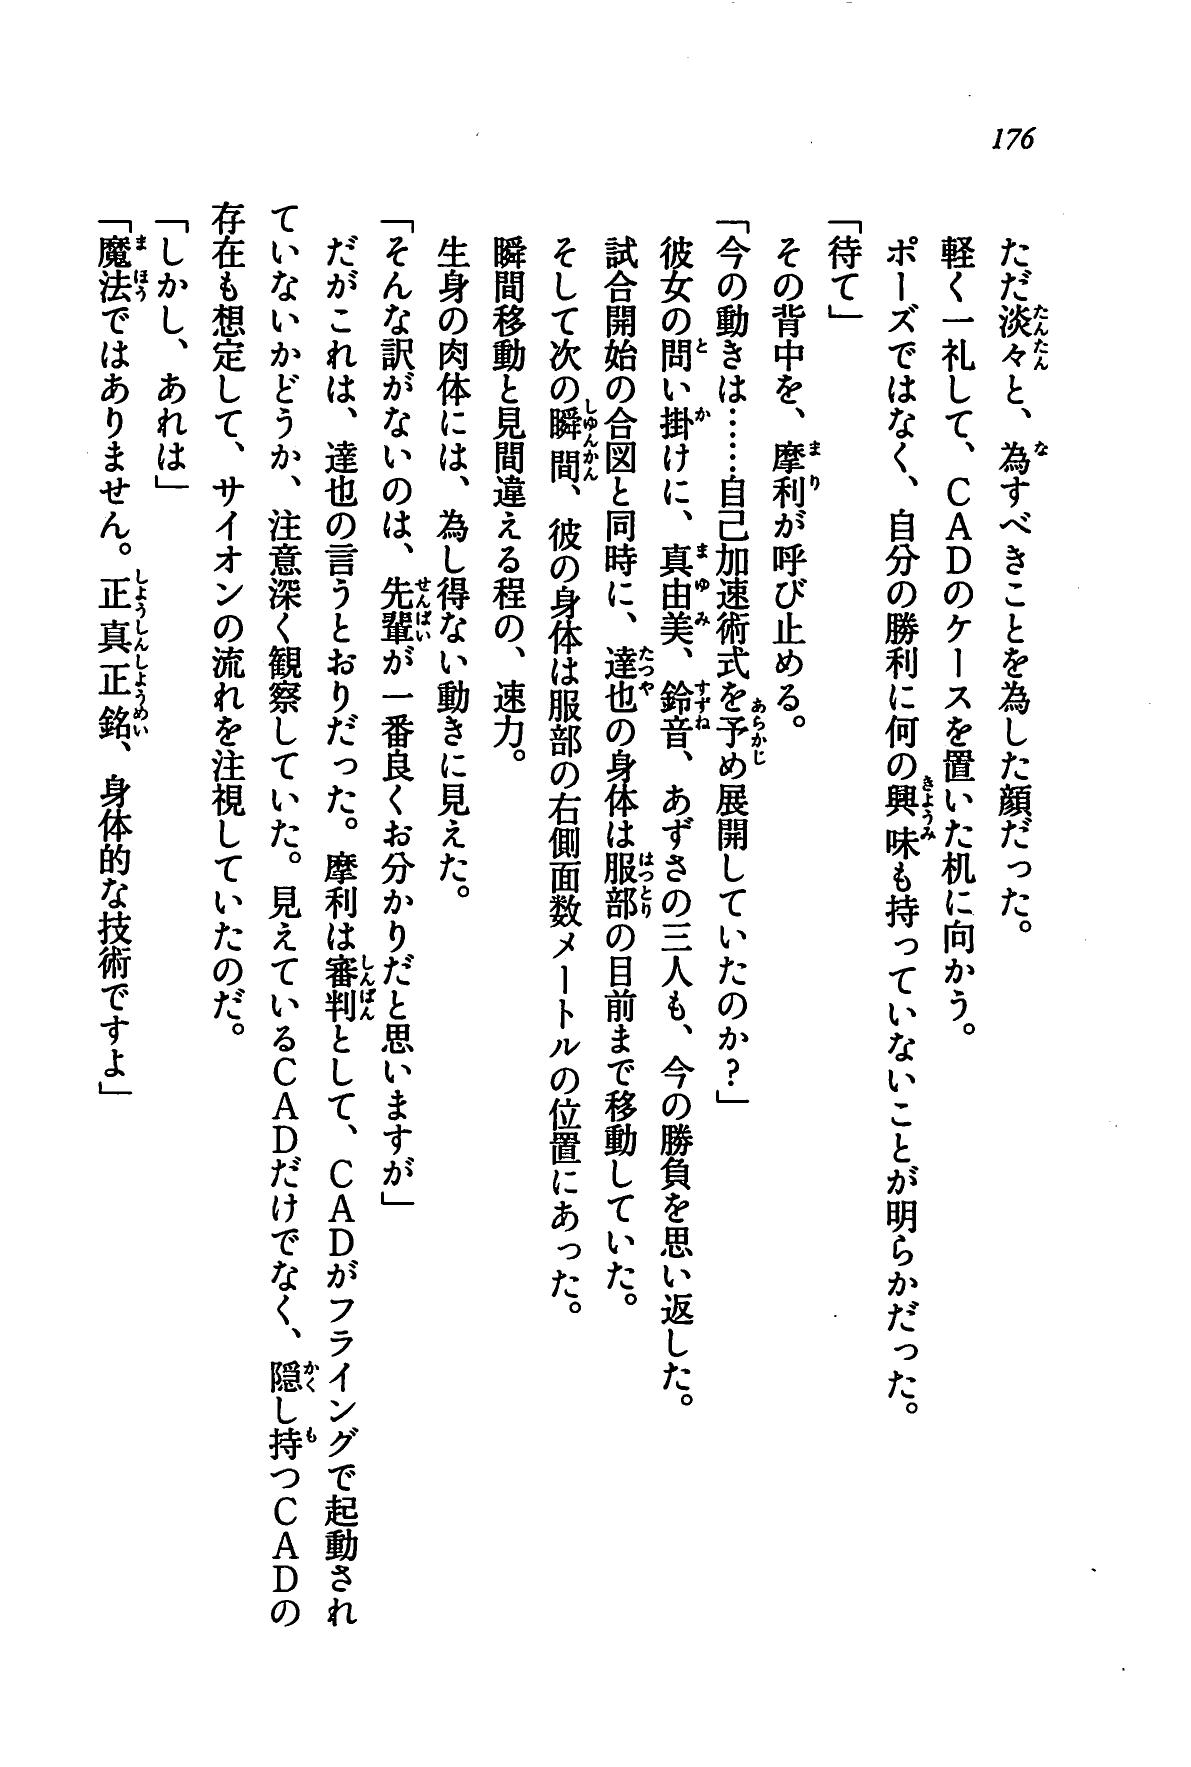 176
ただ淡々と、為すべきことを為した顔だった。
軽く一礼して、ＣＡＤのケースを置いた机に向かう。
ポーズではなく、自分の勝利に何の興味も持っていないことが明らかだった。
「待て」
その背中を、摩利が呼び止める。
「今の動きは……自己加速術式を予め展開していたのか？」
彼女の問い掛けに、真由美、鈴音、あずさの三人も、今の勝負を思い返した。
試合開始の合図と同時に、達也の身体は服部の目前まで移動していた。
そして次の瞬間、彼の身体は服部の右側面数メートルの位置にあった。
瞬間移動と見間違える程の、速力。
生身の肉体には、為し得ない動きに見えた。
「そんな訳がないのは、先輩が一番良くお分かりだと思いますが」
だがこれは、達也の言うとおりだった。摩利は審判として、ＣＡＤがフライングで起動され
ていないかどうか、注意深く観察していた。見えているＣＡＤだけでなく、隠し持つＣＡＤの
存在も想定して、サイオンの流れを注視していたのだ。
「しかし、あれは」
「魔法ではありません。正真正銘、身体的な技術ですよ」